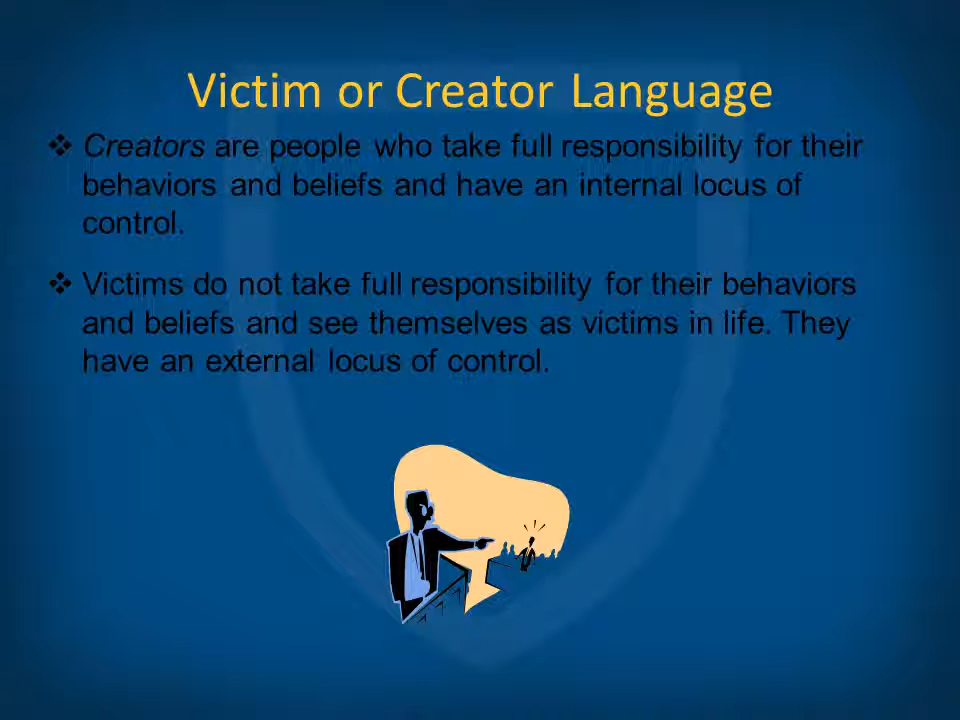 Victim or Creator Language
❖ Creators are people who take full responsibility for their
behaviors and beliefs and have an internal locus of
control.
❖ Victims do not take full responsibility for their behaviors
and beliefs and see themselves as victims in life. They
have an external locus of control.